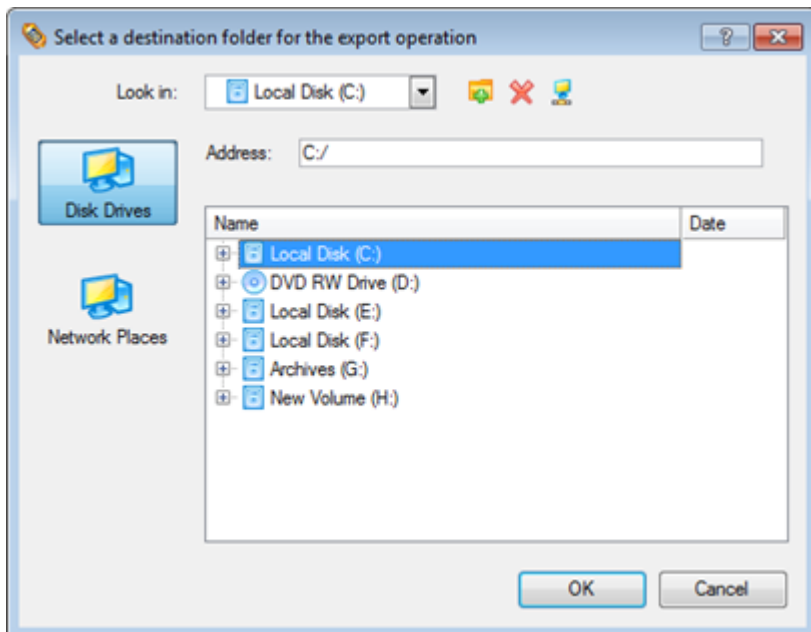 Select a destination folder for the export operation
Look in: Local Disk (C:)
Address: C:/
Disk Drives
Network Places
Name Date
Local Disk (C:)
DVD RW Drive (D:)
Local Disk (E:)
Local Disk (F:)
Archives (G:)
New Volume (H:)
OK Cancel